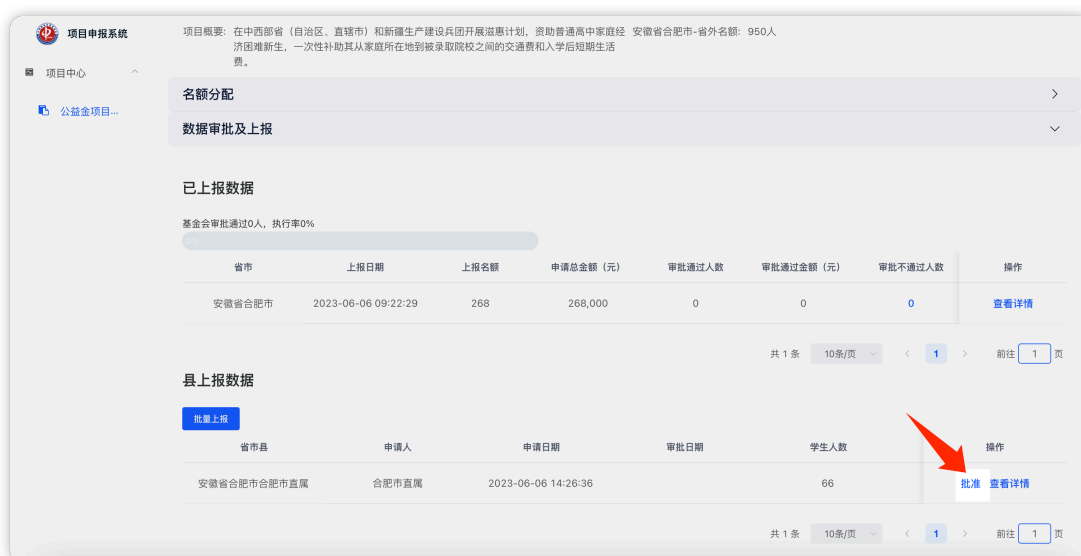 项目申报系统
项目中心
公益金项目...
项目概要: 在中西部省（自治区、直辖市）和新疆生产建设兵团开展滋惠计划，资助普通高中家庭经
济困难新生，一次性补助其从家庭所在地到被录取院校之间的交通费和入学后短期生活
费。
安徽省合肥市-省外名额: 950人
名额分配
数据审批及上报
已上报数据
基金会审批通过0人，执行率0%
0%
省市 上报日期 上报名额 申请总金额（元） 审批通过人数 审批通过金额（元） 审批不通过人数 操作
安徽省合肥市 2023-06-06 09:22:29 268 268,000 0 0 0 查看详情
共 1 条 10条/页 1 前往 1 页
县上报数据
批量上报
省市县 申请人 申请日期 审批日期 学生人数 操作
安徽省合肥市合肥市直属 合肥市直属 2023-06-06 14:26:36 66 批准 查看详情
共 1 条 10条/页 1 前往 1 页